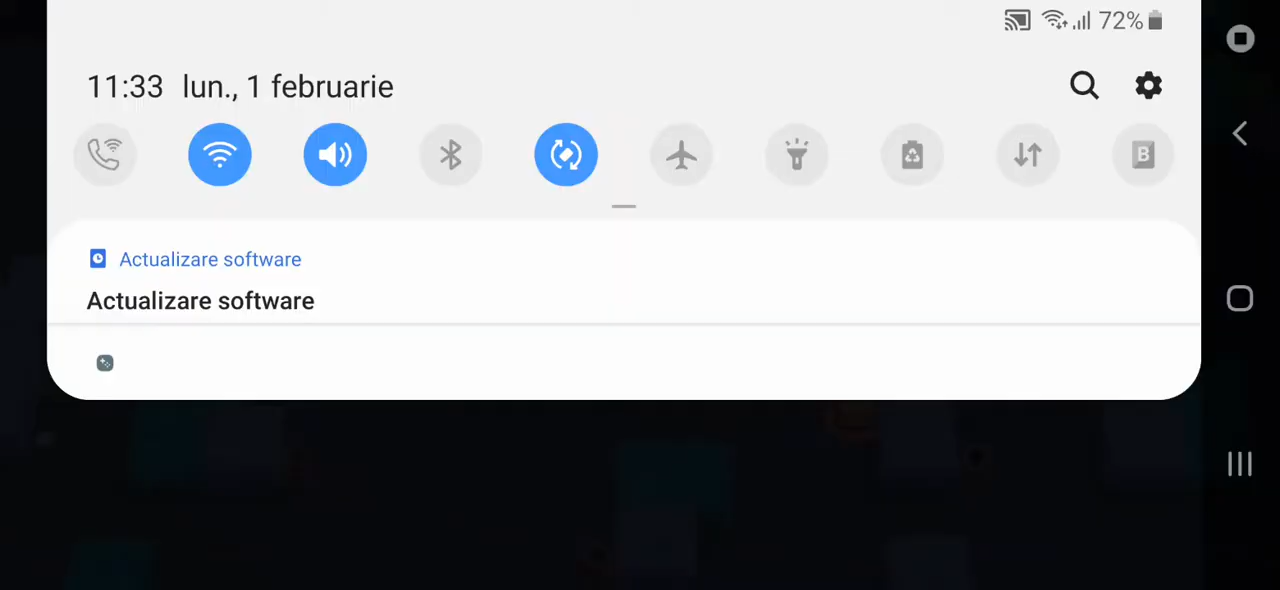 72%
11:33 lun., 1 februarie
B
Actualizare software
Actualizare software